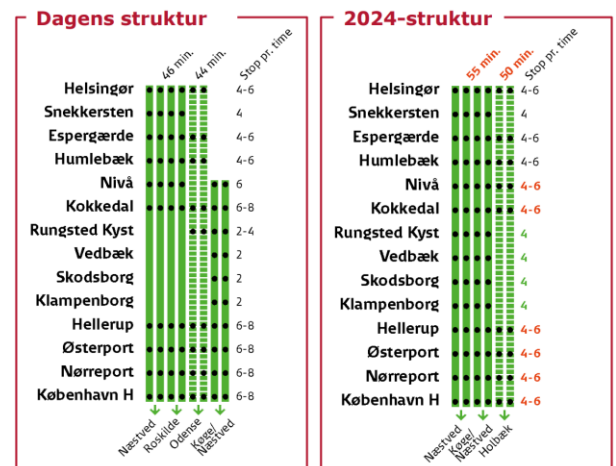 Dagens struktur
46 min.
44 min.
Stop pr. time
Helsingør 4-6
Snekkersten 4
Espergærde 4-6
Humlebæk 4-6
Nivå 6
Kokkedal 6-8
Rungsted Kyst 2-4
Vedbæk 2
Skodsborg 2
Klampenborg 2
Hellerup 6-8
Østerport 6-8
Nørreport 6-8
København H 6-8
Næstved
Roskilde
Odense
Køge/
Næstved
2024-struktur
55 min.
50 min.
Stop pr. time
Helsingør 4-6
Snekkersten 4
Espergærde 4-6
Humlebæk 4-6
Nivå 4-6
Kokkedal 4-6
Rungsted Kyst 4
Vedbæk 4
Skodsborg 4
Klampenborg 4
Hellerup 4-6
Østerport 4-6
Nørreport 4-6
København H 4-6
Næstved
Køge/
Næstved
Holbæk